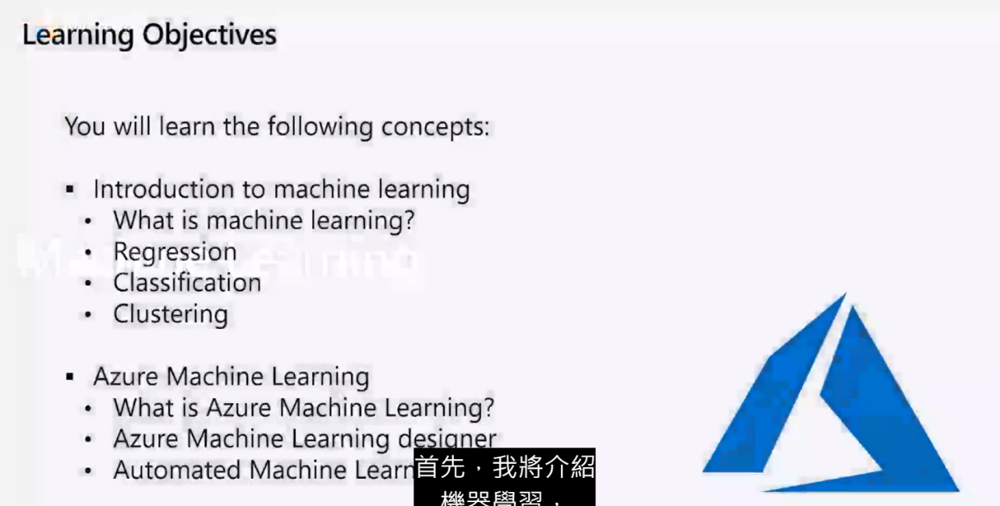 Learning Objectives
You will learn the following concepts:
▪ Introduction to machine learning
• What is machine learning?
• Regression
• Classification
• Clustering
Machine Learning
▪ Azure Machine Learning
• What is Azure Machine Learning?
• Azure Machine Learning designer
• Automated Machine Learn
首先，我將介紹
機器學習，